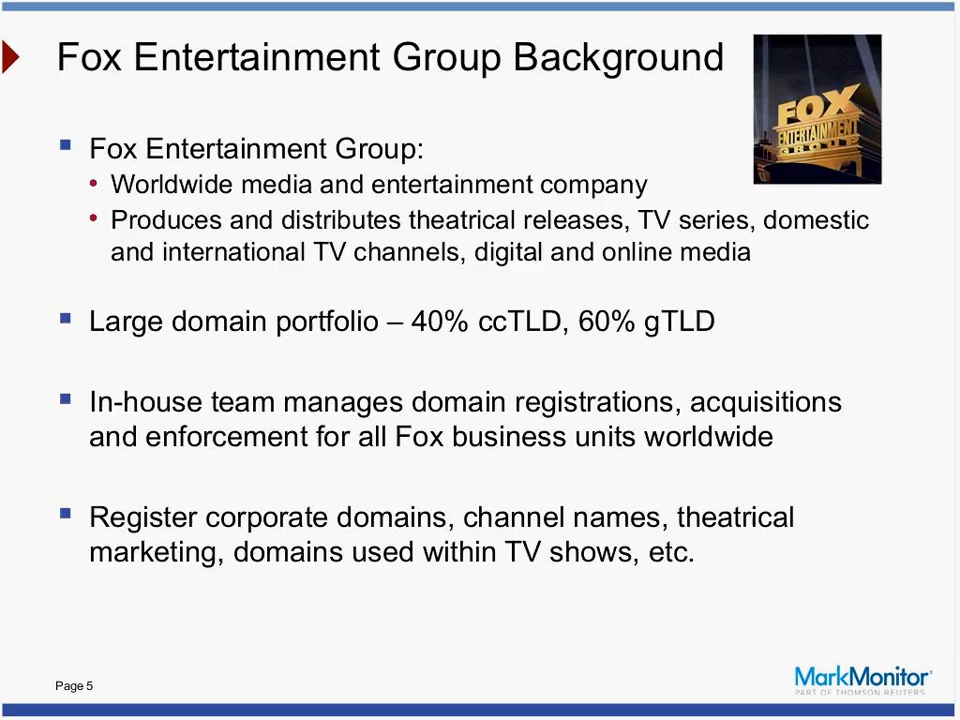 Fox Entertainment Group Background
FOX
ENTERTAINMENT
GROUP
Fox Entertainment Group:
Worldwide media and entertainment company
Produces and distributes theatrical releases, TV series, domestic
and international TV channels, digital and online media
Large domain portfolio – 40% ccTLD, 60% gTLD
In-house team manages domain registrations, acquisitions
and enforcement for all Fox business units worldwide
Register corporate domains, channel names, theatrical
marketing, domains used within TV shows, etc.
Page 5
MarkMonitor
PART OF THOMSON REUTERS